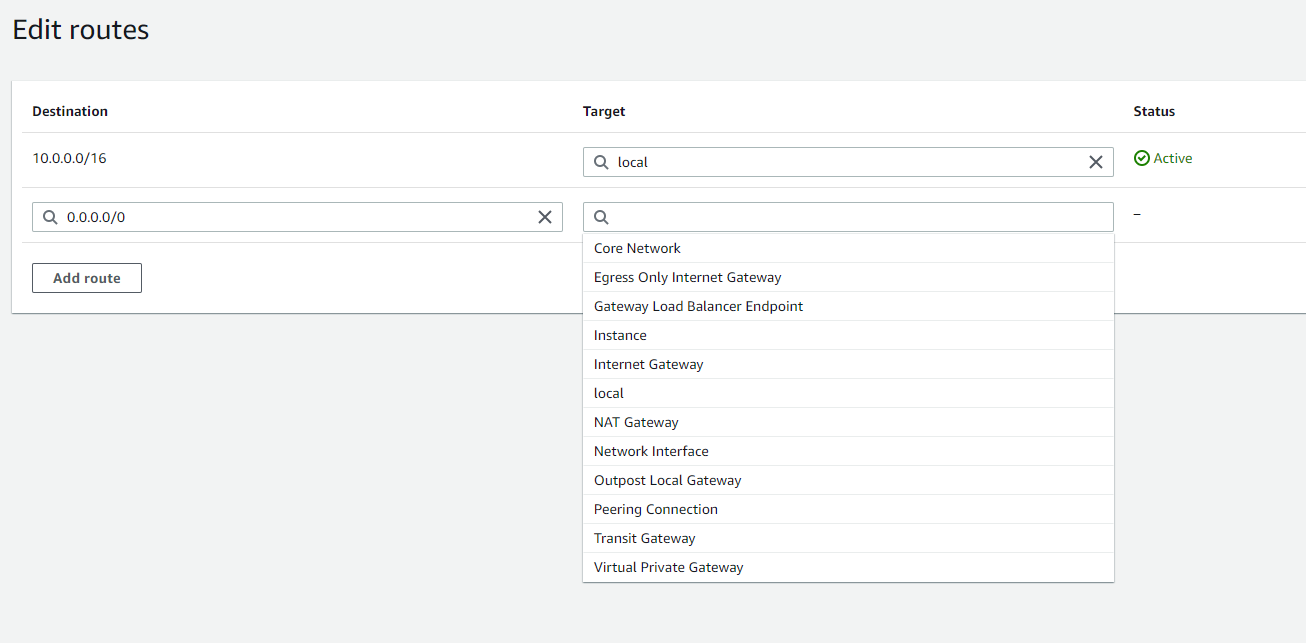 Edit routes
Destination Target Status
10.0.0.0/16 local Active
0.0.0.0/0 –
Core Network
Egress Only Internet Gateway
Add route
Gateway Load Balancer Endpoint
Instance
Internet Gateway
local
NAT Gateway
Network Interface
Outpost Local Gateway
Peering Connection
Transit Gateway
Virtual Private Gateway